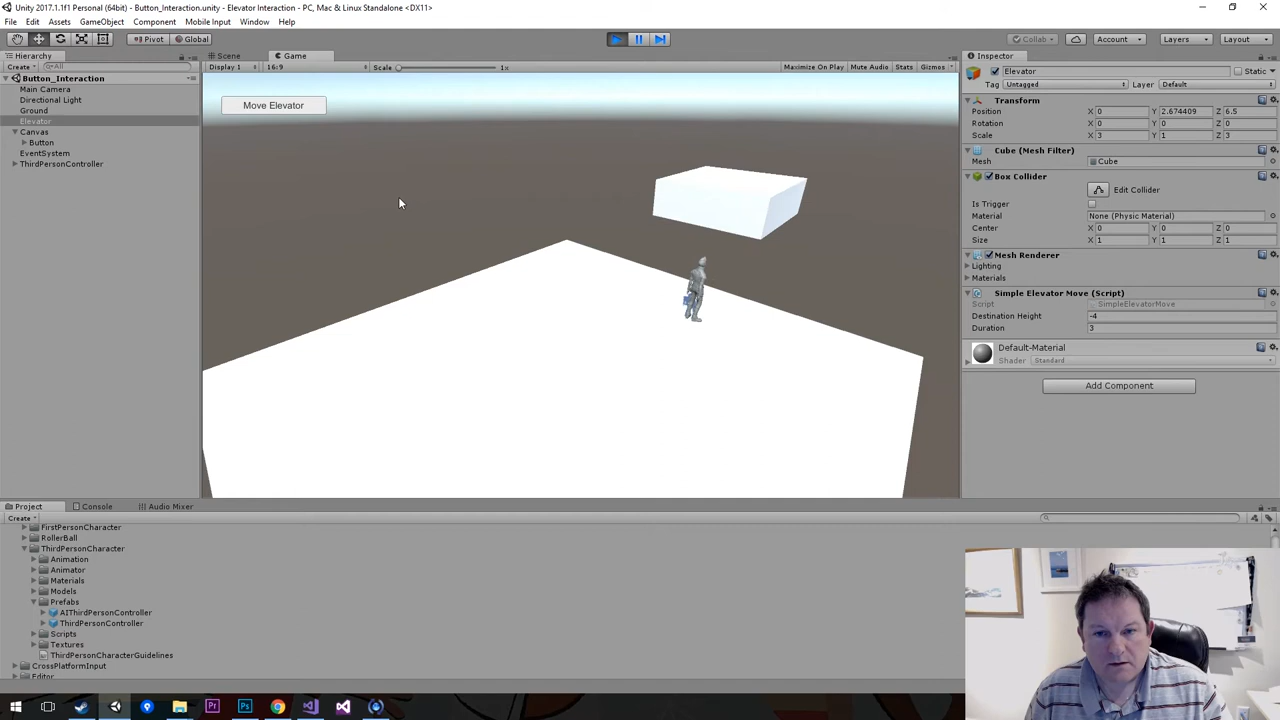 Unity 2017.1.1f1 Personal (64bit) - Button_Interaction.unity - Elevator Interaction - PC, Mac & Linux Standalone <DX11>
File Edit Assets GameObject Component Mobile Input Window Help
Pivot Global Collab Account Layers Layout
Hierarchy Scene Game Inspector
Create All Display 1 16:9 Scale 1x Maximize On Play Mute Audio Stats Gizmos
Elevator Static
Button_Interaction
Tag Untagged Layer Default
Main Camera
Directional Light
Ground
Elevator
Canvas
Button
EventSystem
ThirdPersonController
Move Elevator
Transform
Position X 0 Y 2.674409 Z 6.5
Rotation X 0 Y 0 Z 0
Scale X 3 Y 1 Z 3
Cube (Mesh Filter)
Mesh Cube
Box Collider
Edit Collider
Is Trigger
Material None (Physic Material)
Center X 0 Y 0 Z 0
Size X 1 Y 1 Z 1
Mesh Renderer
Lighting
Materials
Simple Elevator Move (Script)
Script SimpleElevatorMove
Destination Height -4
Duration 3
Default-Material
Shader Standard
Add Component
Project Console Audio Mixer
Create
FirstPersonCharacter
RollerBall
ThirdPersonCharacter
Animation
Animator
Materials
Models
Prefabs
AIThirdPersonController
ThirdPersonController
Scripts
Textures
ThirdPersonCharacterGuidelines
CrossPlatformInput
Editor